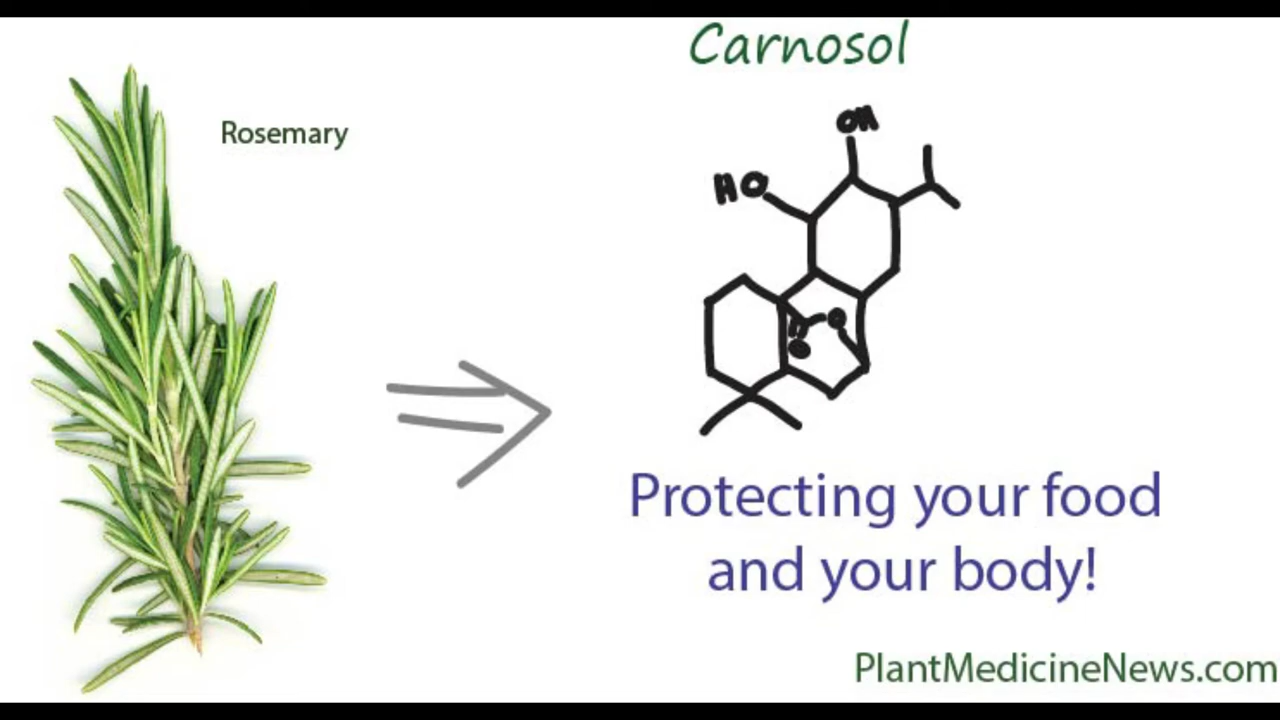 Carnosol
Rosemary
OH
HO
O
O
Protecting your food
and your body!
PlantMedicineNews.com